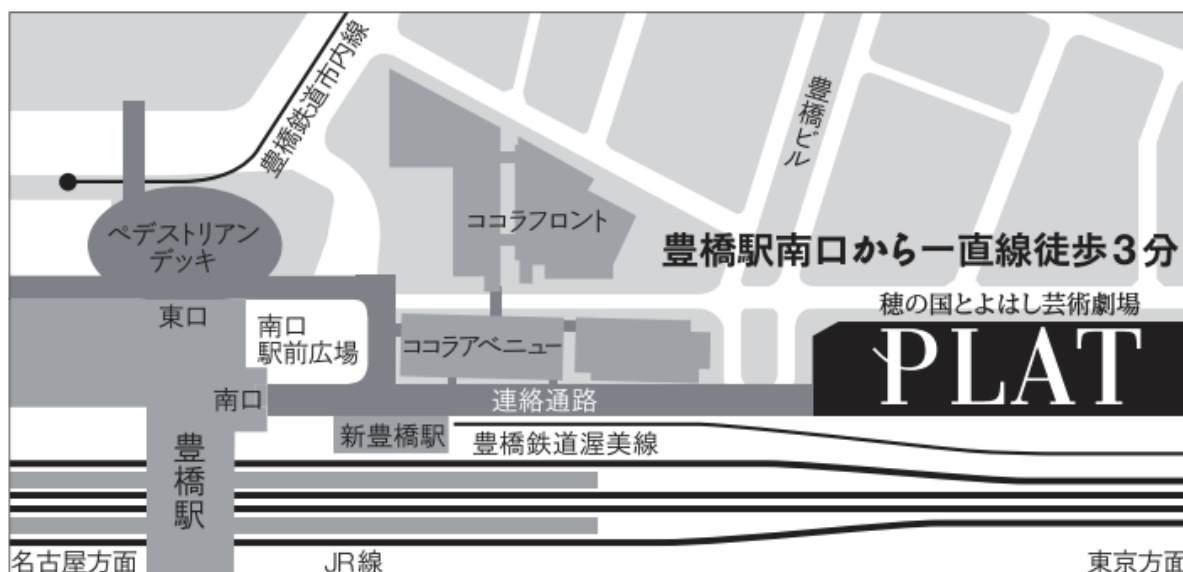 豊橋鉄道市内線
豊橋ビル
ペデストリアン
デッキ
ココラフロント
豊橋駅南口から一直線徒歩3分
穂の国とよはし芸術劇場
PLAT
東口
南口
駅前広場
ココラアベニュー
南口
連絡通路
新豊橋駅
豊橋鉄道渥美線
豊橋駅
名古屋方面
JR線
東京方面